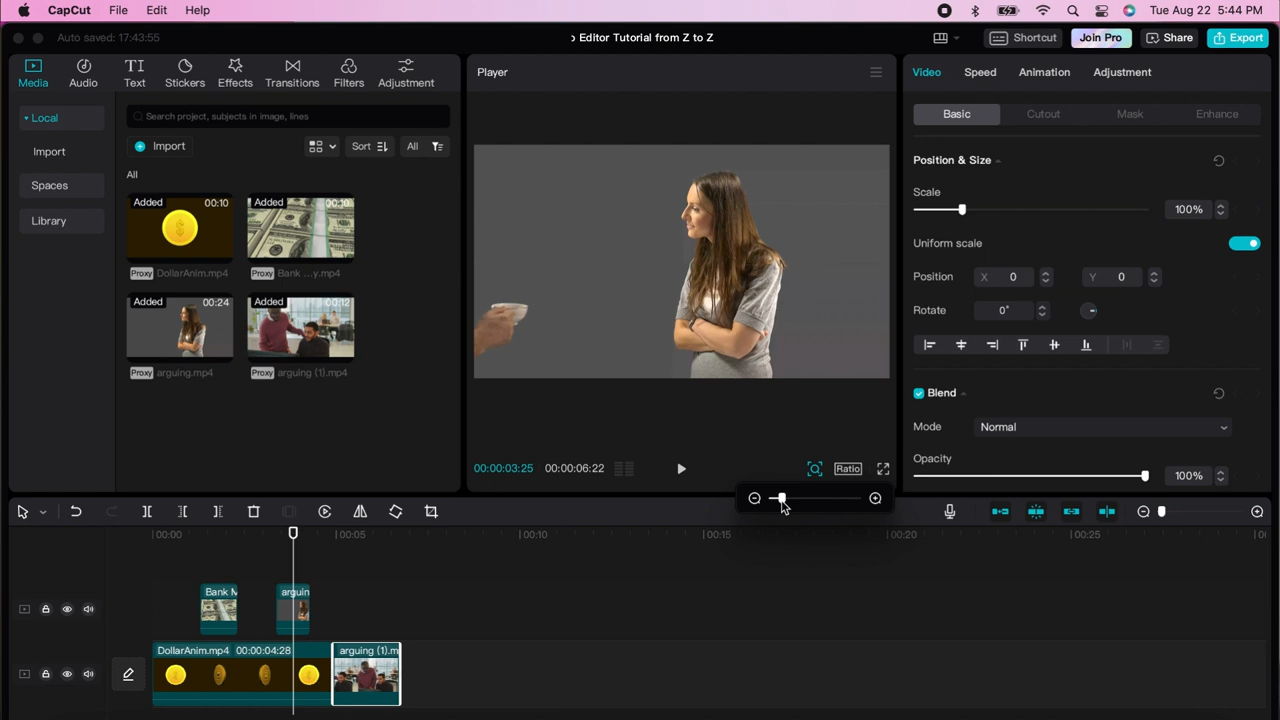 CapCut File Edit Help Tue Aug 22 5:44 PM
Auto saved: 17:43:55 Editor Tutorial from Z to Z Shortcut Join Pro Share Export
Media Audio Text Stickers Effects Transitions Filters Adjustment
Player
Video Speed Animation Adjustment
Local
Import
Spaces
Library
Search project, subjects in image, lines
Import Sort All
All
Added 00:10 Added 00:10
Proxy DollarAnim.mp4 Proxy Bank ...y.mp4
Added 00:24 Added 00:12
Proxy arguing.mp4 Proxy arguing (1).mp4
00:00:03:25 00:00:06:22 Ratio
Basic Cutout Mask Enhance
Position & Size
Scale
100%
Uniform scale
Position X 0 Y 0
Rotate 0°
Blend
Mode Normal
Opacity
100%
00:00 00:05 00:10 00:15 00:20 00:25
Bank M arguin
DollarAnim.mp4 00:00:04:28 arguing (1).m